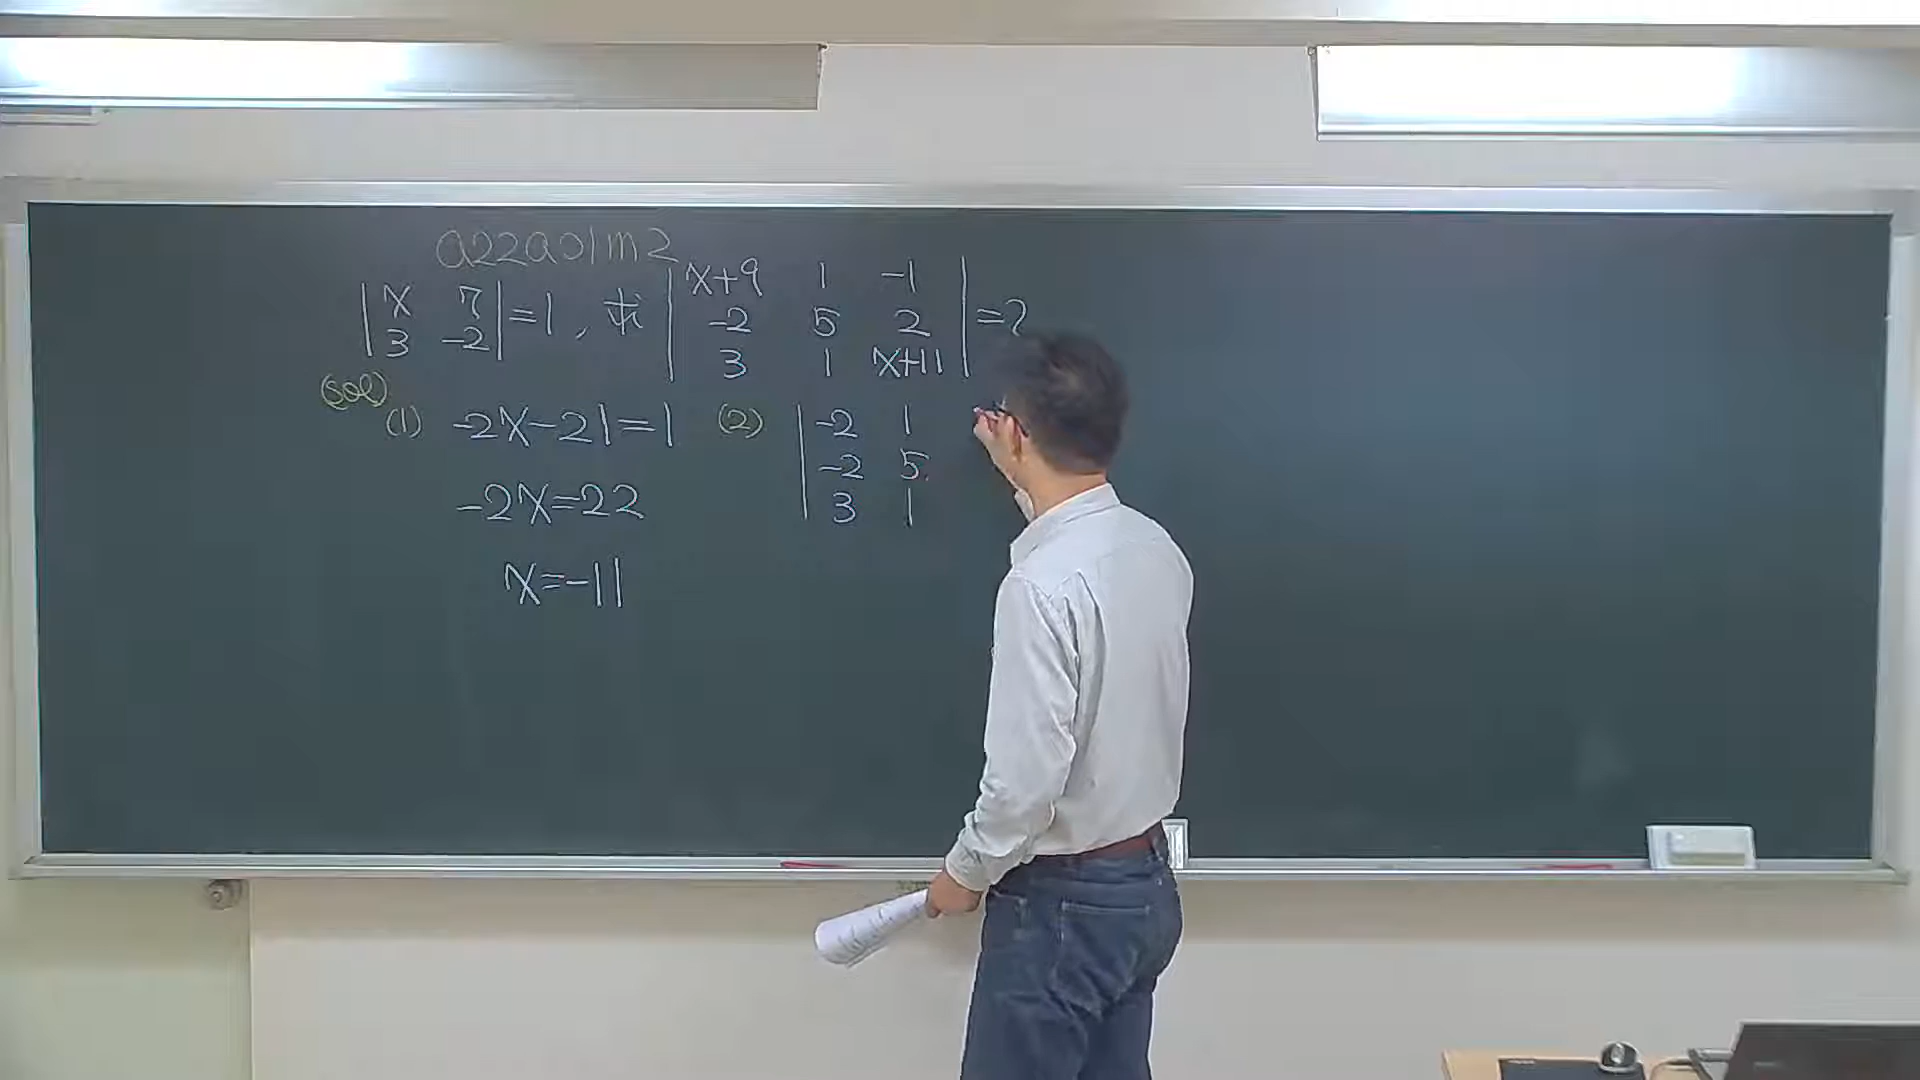 a22a01m2
| x 7 | = 1 , 求 | x+9 1 -1 | = ?
| 3 -2 | | -2 5 2 |
| 3 1 x+11 |
(sol)
(1) -2x-21=1
-2x=22
x=-11
(2) | -2 1
| -2 5
| 3 1